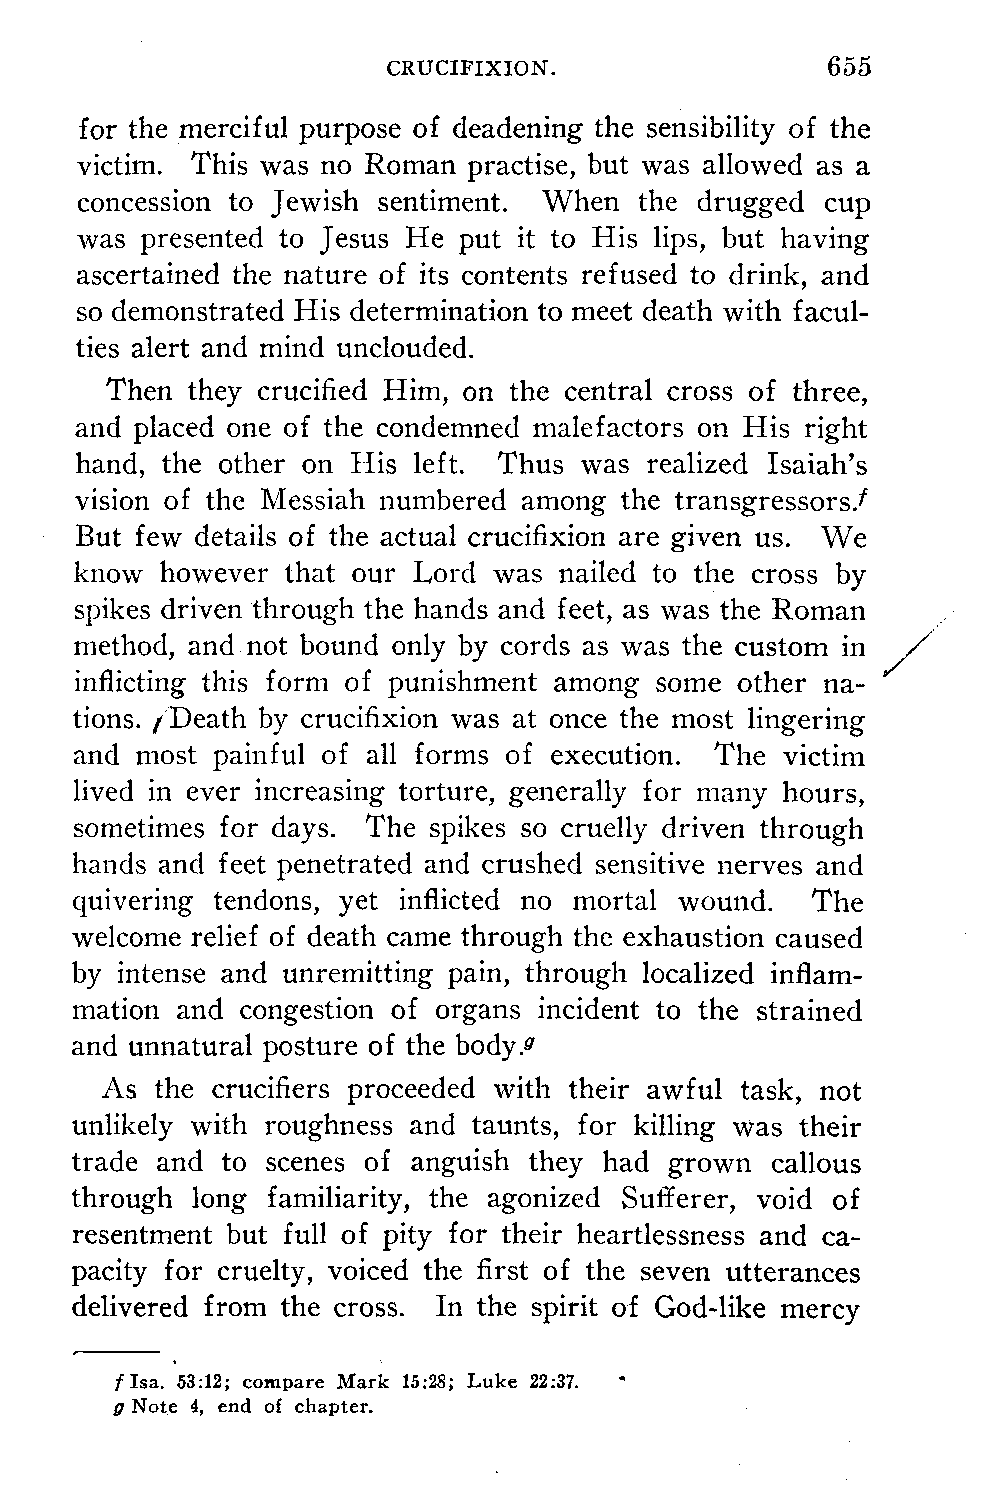 CRUCIFIXION. 655
for the merciful purpose of deadening the sensibility of the
victim. This was no Roman practise, but was allowed as a
concession to Jewish sentiment. When the drugged cup
was presented to Jesus He put it to His lips, but having
ascertained the nature of its contents refused to drink, and
so demonstrated His determination to meet death with facul-
ties alert and mind unclouded.
Then they crucified Him, on the central cross of three,
and placed one of the condemned malefactors on His right
hand, the other on His left. Thus was realized Isaiah's
vision of the Messiah numbered among the transgressors.f
But few details of the actual crucifixion are given us. We
know however that our Lord was nailed to the cross by
spikes driven through the hands and feet, as was the Roman
method, and not bound only by cords as was the custom in
inflicting this form of punishment among some other na-
tions. Death by crucifixion was at once the most lingering
and most painful of all forms of execution. The victim
lived in ever increasing torture, generally for many hours,
sometimes for days. The spikes so cruelly driven through
hands and feet penetrated and crushed sensitive nerves and
quivering tendons, yet inflicted no mortal wound. The
welcome relief of death came through the exhaustion caused
by intense and unremitting pain, through localized inflam-
mation and congestion of organs incident to the strained
and unnatural posture of the body.g
As the crucifiers proceeded with their awful task, not
unlikely with roughness and taunts, for killing was their
trade and to scenes of anguish they had grown callous
through long familiarity, the agonized Sufferer, void of
resentment but full of pity for their heartlessness and ca-
pacity for cruelty, voiced the first of the seven utterances
delivered from the cross. In the spirit of God-like mercy
f Isa. 53:12; compare Mark 15:28; Luke 22:37.
g Note 4, end of chapter.